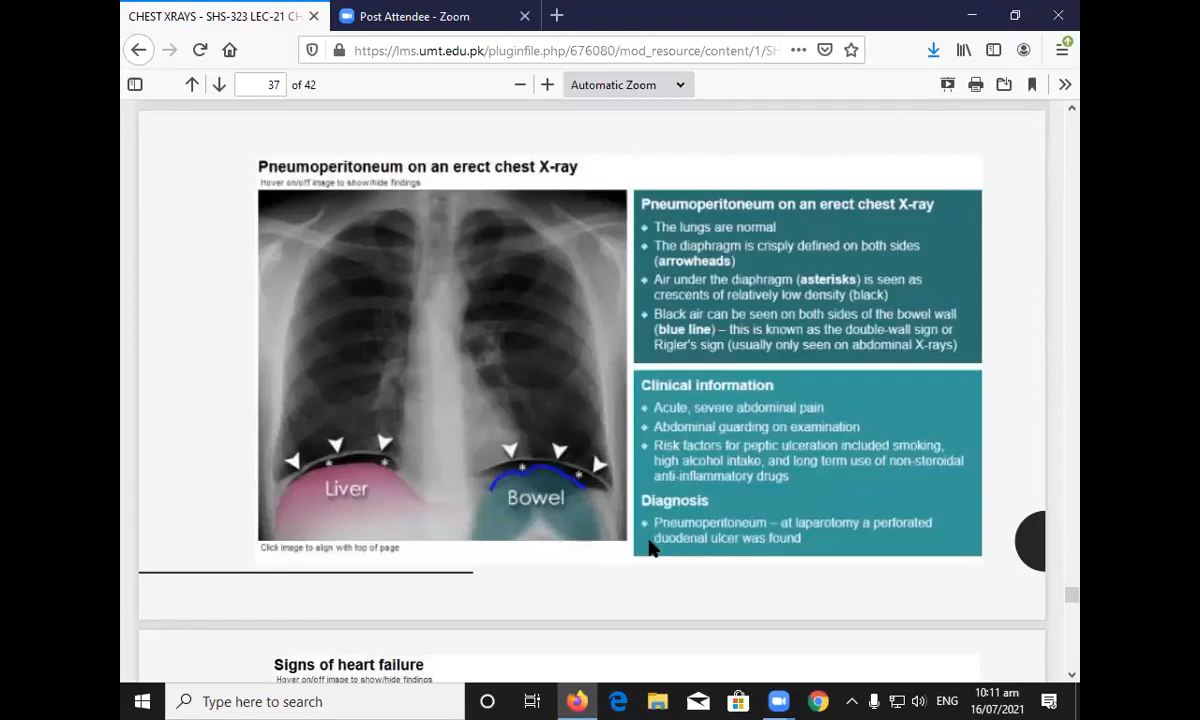 CHEST XRAYS - SHS-323 LEC-21 CH
Post Attendee - Zoom
https://lms.umt.edu.pk/pluginfile.php/676080/mod_resource/content/1/SH
37 of 42
Automatic Zoom
Pneumoperitoneum on an erect chest X-ray
Hover on/off image to show/hide findings
Liver
Bowel
Click image to align with top of page
Pneumoperitoneum on an erect chest X-ray
The lungs are normal
The diaphragm is crisply defined on both sides
(arrowheads)
Air under the diaphragm (asterisks) is seen as
crescents of relatively low density (black)
Black air can be seen on both sides of the bowel wall
(blue line) – this is known as the double-wall sign or
Rigler's sign (usually only seen on abdominal X-rays)
Clinical information
Acute, severe abdominal pain
Abdominal guarding on examination
Risk factors for peptic ulceration included smoking,
high alcohol intake, and long term use of non-steroidal
anti-inflammatory drugs
Diagnosis
Pneumoperitoneum – at laparotomy a perforated
duodenal ulcer was found
Signs of heart failure
Hover on/off image to show/hide findings
Type here to search
ENG
10:11 am
16/07/2021